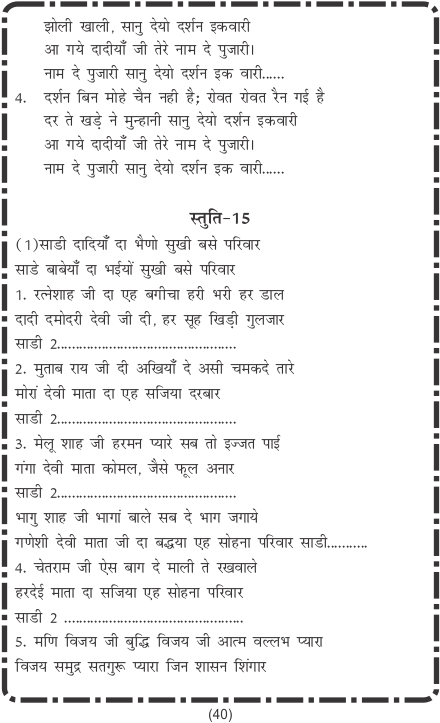 झोली खाली, सानु देयो दर्शन इकवारी
आ गये दादीयाँ जी तेरे नाम दे पुजारी।
नाम दे पुजारी सानु देयो दर्शन इक वारी......
4. दर्शन बिन मोहे चैन नही है; रोवत रोवत रैन गई है
दर ते खड़े ने मुन्हानी सानु देयो दर्शन इकवारी
आ गये दादीयाँ जी तेरे नाम दे पुजारी।
नाम दे पुजारी सानु देयो दर्शन इक वारी......
स्तुति-15
(1)साडी दादियाँ दा भैणो सुखी बसे परिवार
साडे बाबेयाँ दा भईयों सुखी बसे परिवार
1. रत्नेशाह जी दा एह बगीचा हरी भरी हर डाल
दादी दमोदरी देवी जी दी, हर सूह खिड़ी गुलजार
साडी 2................................................
2. मुताब राय जी दी अखियाँ दे असी चमकदे तारे
मोरां देवी माता दा एह सजिया दरबार
साडी 2................................................
3. मेलू शाह जी हरमन प्यारे सब तो इज्जत पाई
गंगा देवी माता कोमल, जैसे फूल अनार
साडी 2................................................
भागु शाह जी भागां बाले सब दे भाग जगाये
गणेशी देवी माता जी दा बद्धया एह सोहना परिवार साडी...........
4. चेतराम जी ऐस बाग दे माली ते रखवाले
हरदेई माता दा सजिया एह सोहना परिवार
साडी 2 ................................................
5. मणि विजय जी बुद्धि विजय जी आत्म वल्लभ प्यारा
विजय समुद्र सतगुरू प्यारा जिन शासन शिंगार
(40)